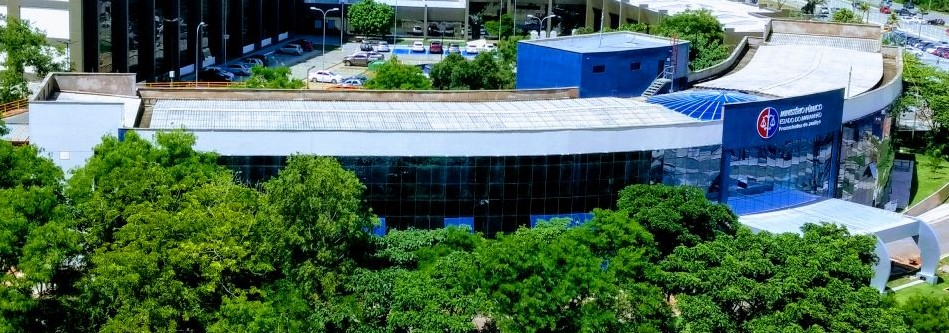 MINISTÉRIO PÚBLICO
ESTADO DO MARANHÃO
Procuradoria Geral de Justiça